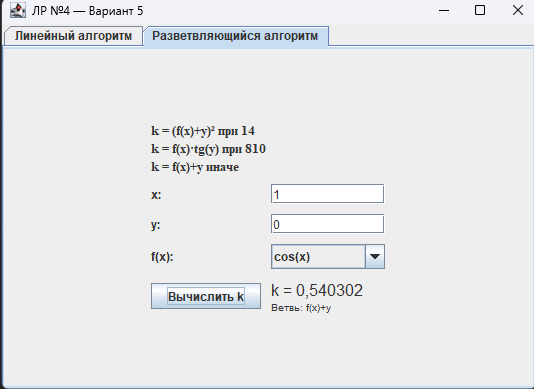 ЛР №4 — Вариант 5
Линейный алгоритм
Разветвляющийся алгоритм
k = (f(x)+y)² при 14
k = f(x)·tg(y) при 810
k = f(x)+y иначе
x:
1
y:
0
f(x):
cos(x)
Вычислить k
k = 0,540302
Ветвь: f(x)+y